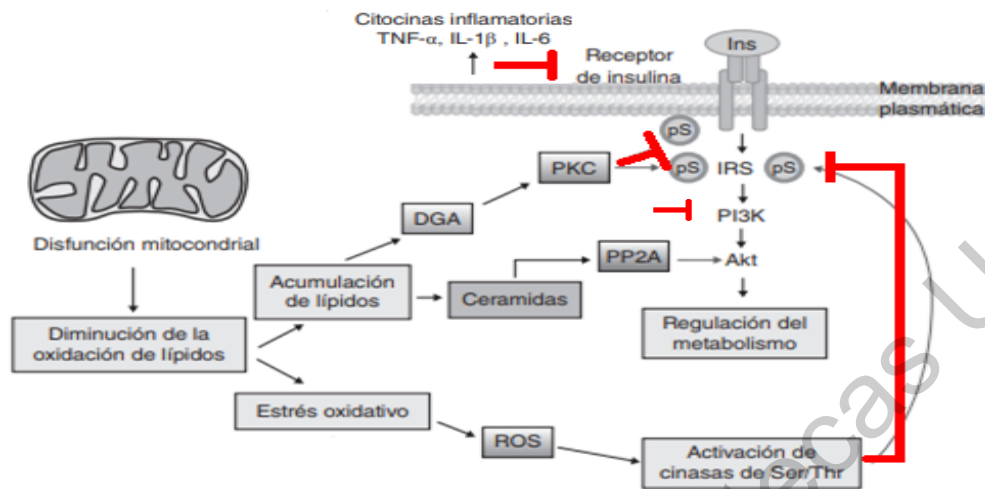 Citocinas inflamatorias
TNF-α, IL-1β , IL-6
Ins
Receptor
de insulina
Membrana
plasmática
pS
PKC
pS
IRS
pS
DGA
PI3K
Disfunción mitocondrial
PP2A
Akt
Acumulación
de lípidos
Ceramidas
Diminución de la
oxidación de lípidos
Regulación del
metabolismo
Estrés oxidativo
ROS
Activación de
cinasas de Ser/Thr
ecas U